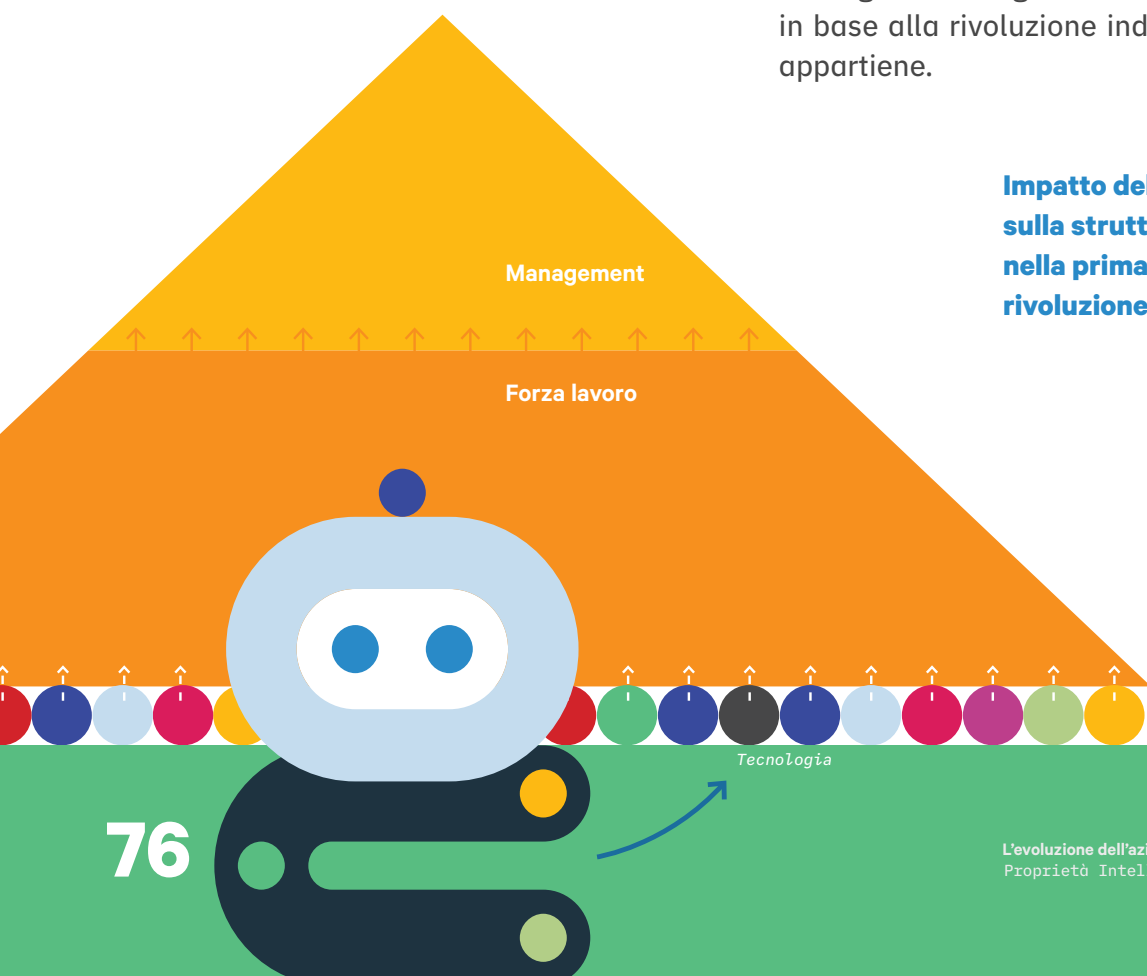 in base alla rivoluzione ind
appartiene.
Impatto del
sulla strutt
nella prima
rivoluzione
Management
Forza lavoro
Tecnologia
76
L'evoluzione dell'azi
Proprietà Intel